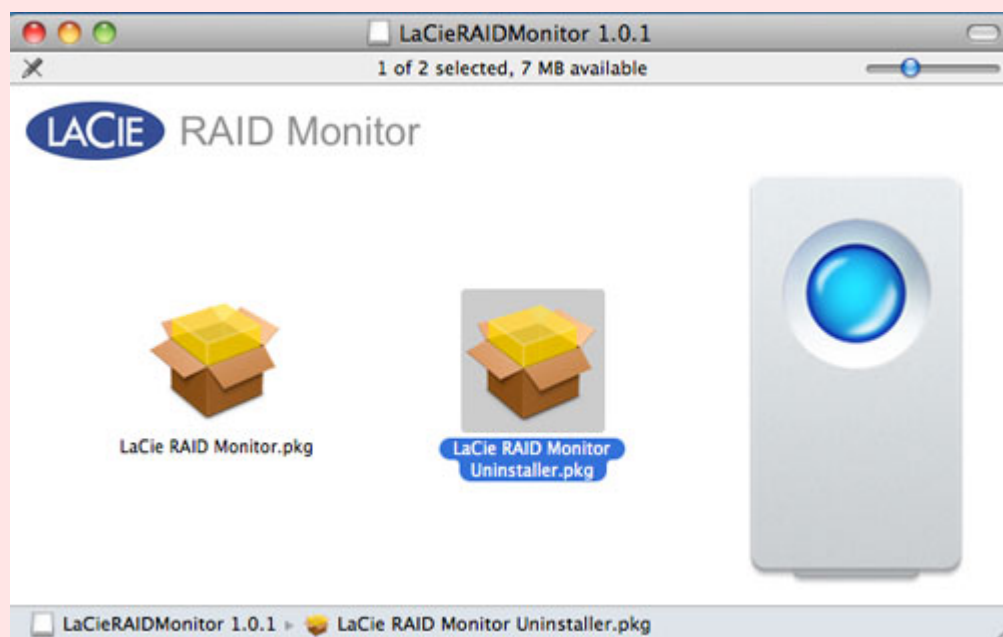 LaCieRAIDMonitor 1.0.1
1 of 2 selected, 7 MB available
LACIE RAID Monitor
LaCie RAID Monitor.pkg
LaCie RAID Monitor
Uninstaller.pkg
LaCieRAIDMonitor 1.0.1 ▸ LaCie RAID Monitor Uninstaller.pkg